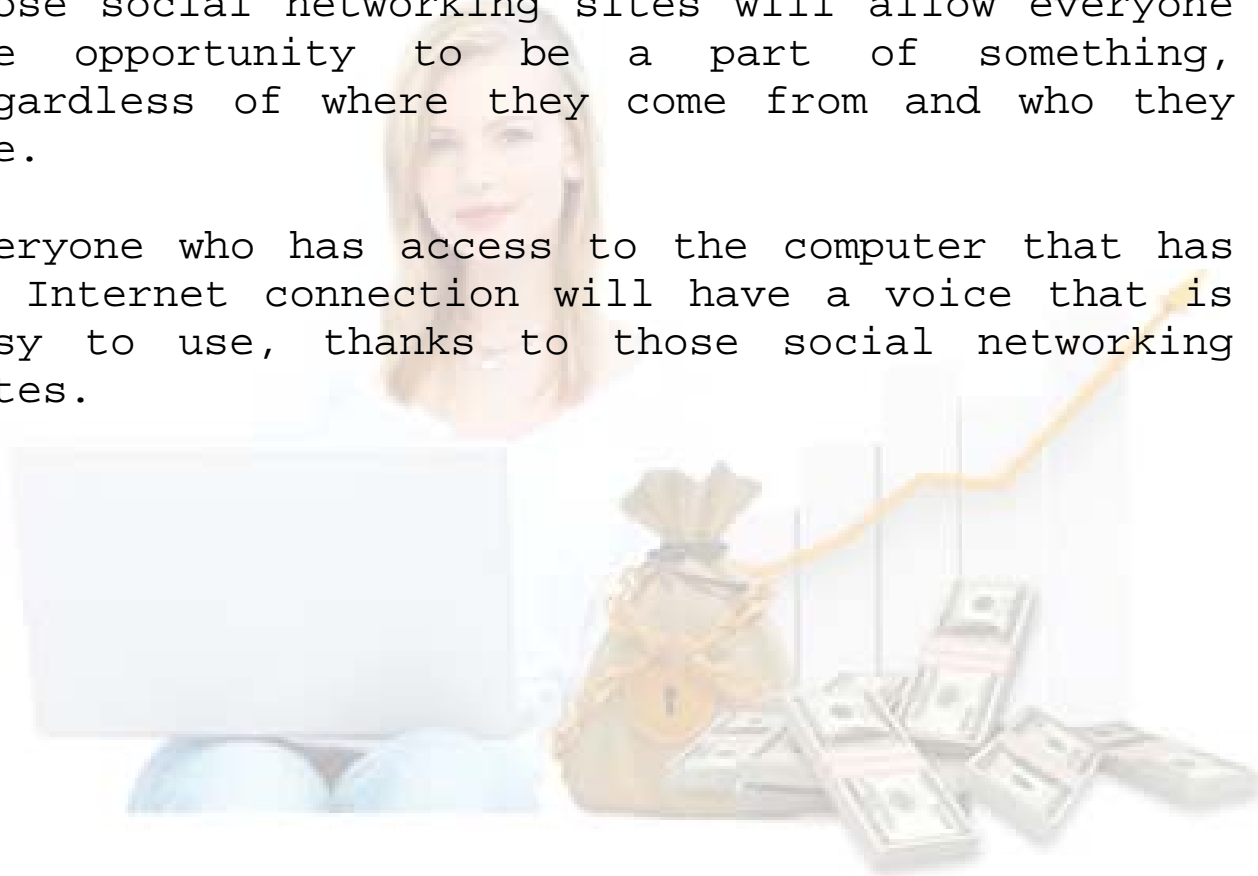 ose social networking sites will allow everyone
e opportunity to be a part of something,
gardless of where they come from and who they
e.
eryone who has access to the computer that has
Internet connection will have a voice that is
sy to use, thanks to those social networking
tes.